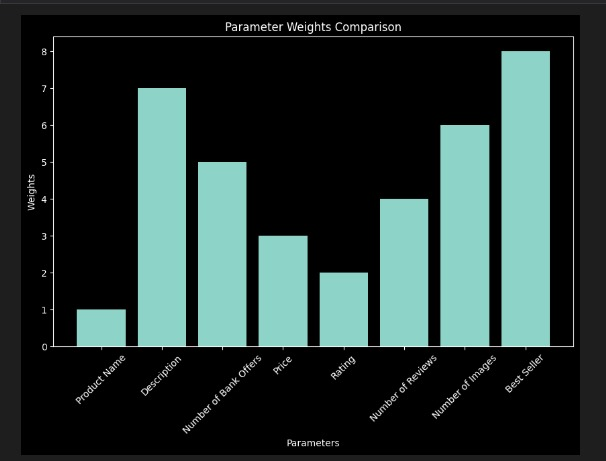 Parameter Weights Comparison
8
7
6
5
4
3
2
1
0
Weights
Product Name
Description
Number of Bank Offers
Price
Rating
Number of Reviews
Number of Images
Best Seller
Parameters